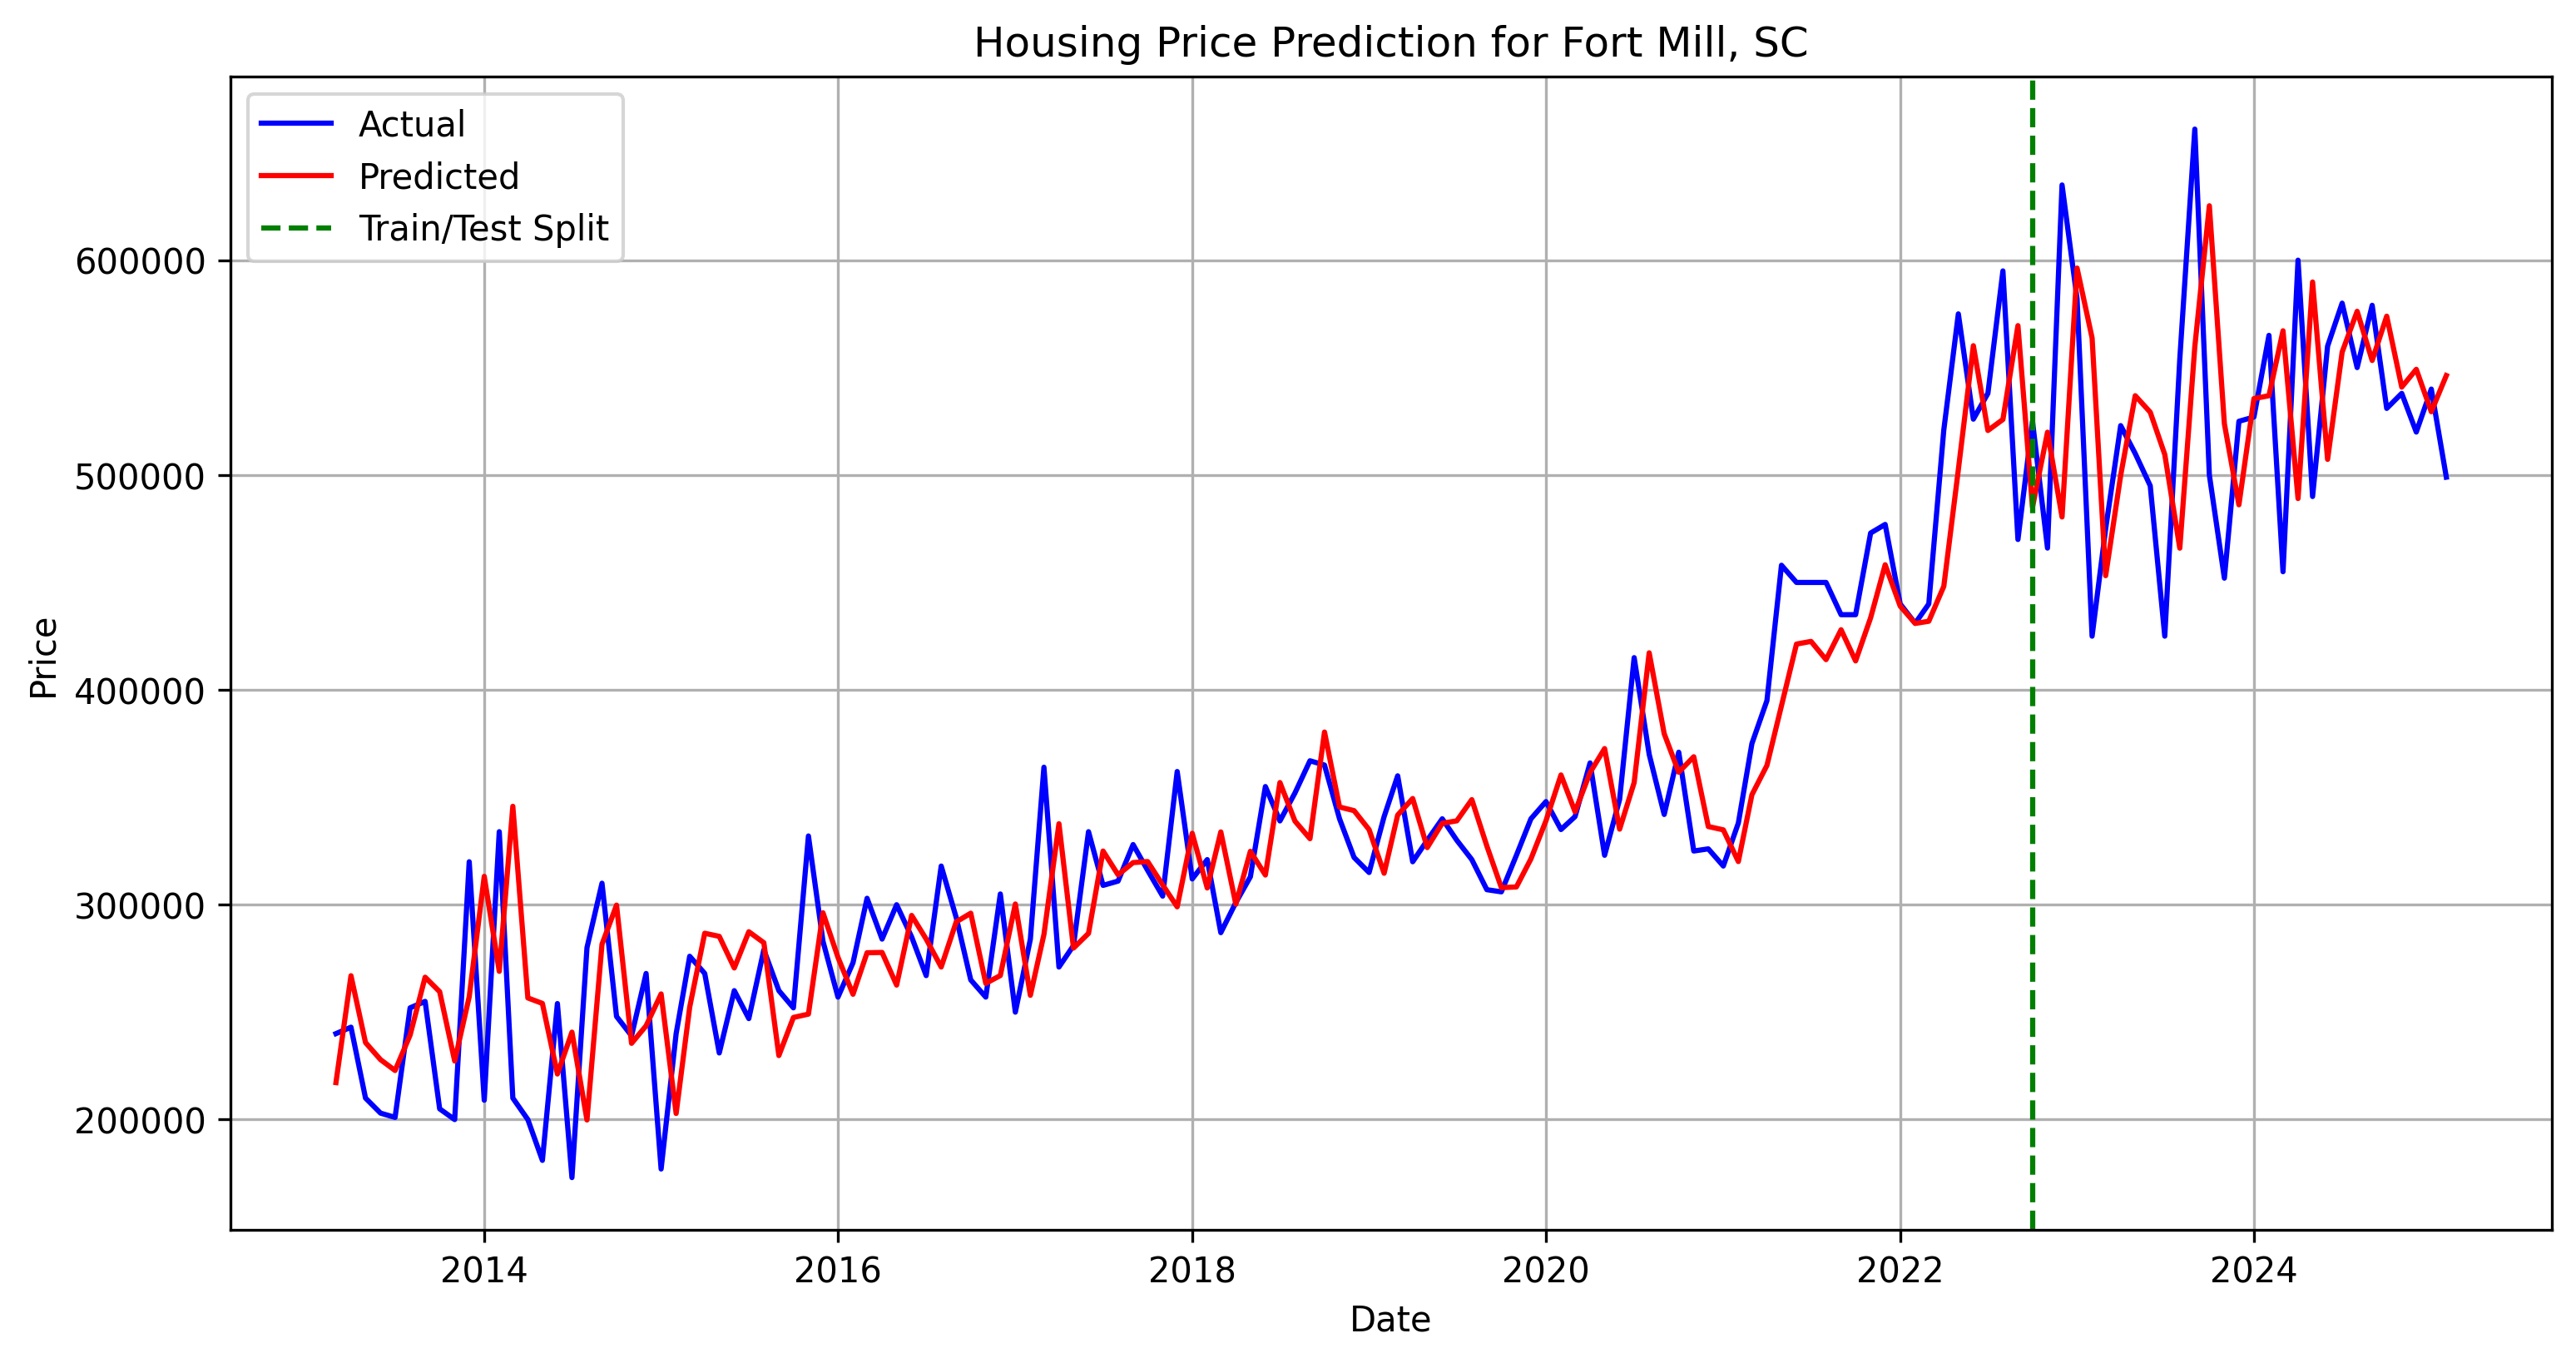 Housing Price Prediction for Fort Mill, SC
Actual
Predicted
Train/Test Split
Price
600000
500000
400000
300000
200000
2014 2016 2018 2020 2022 2024
Date